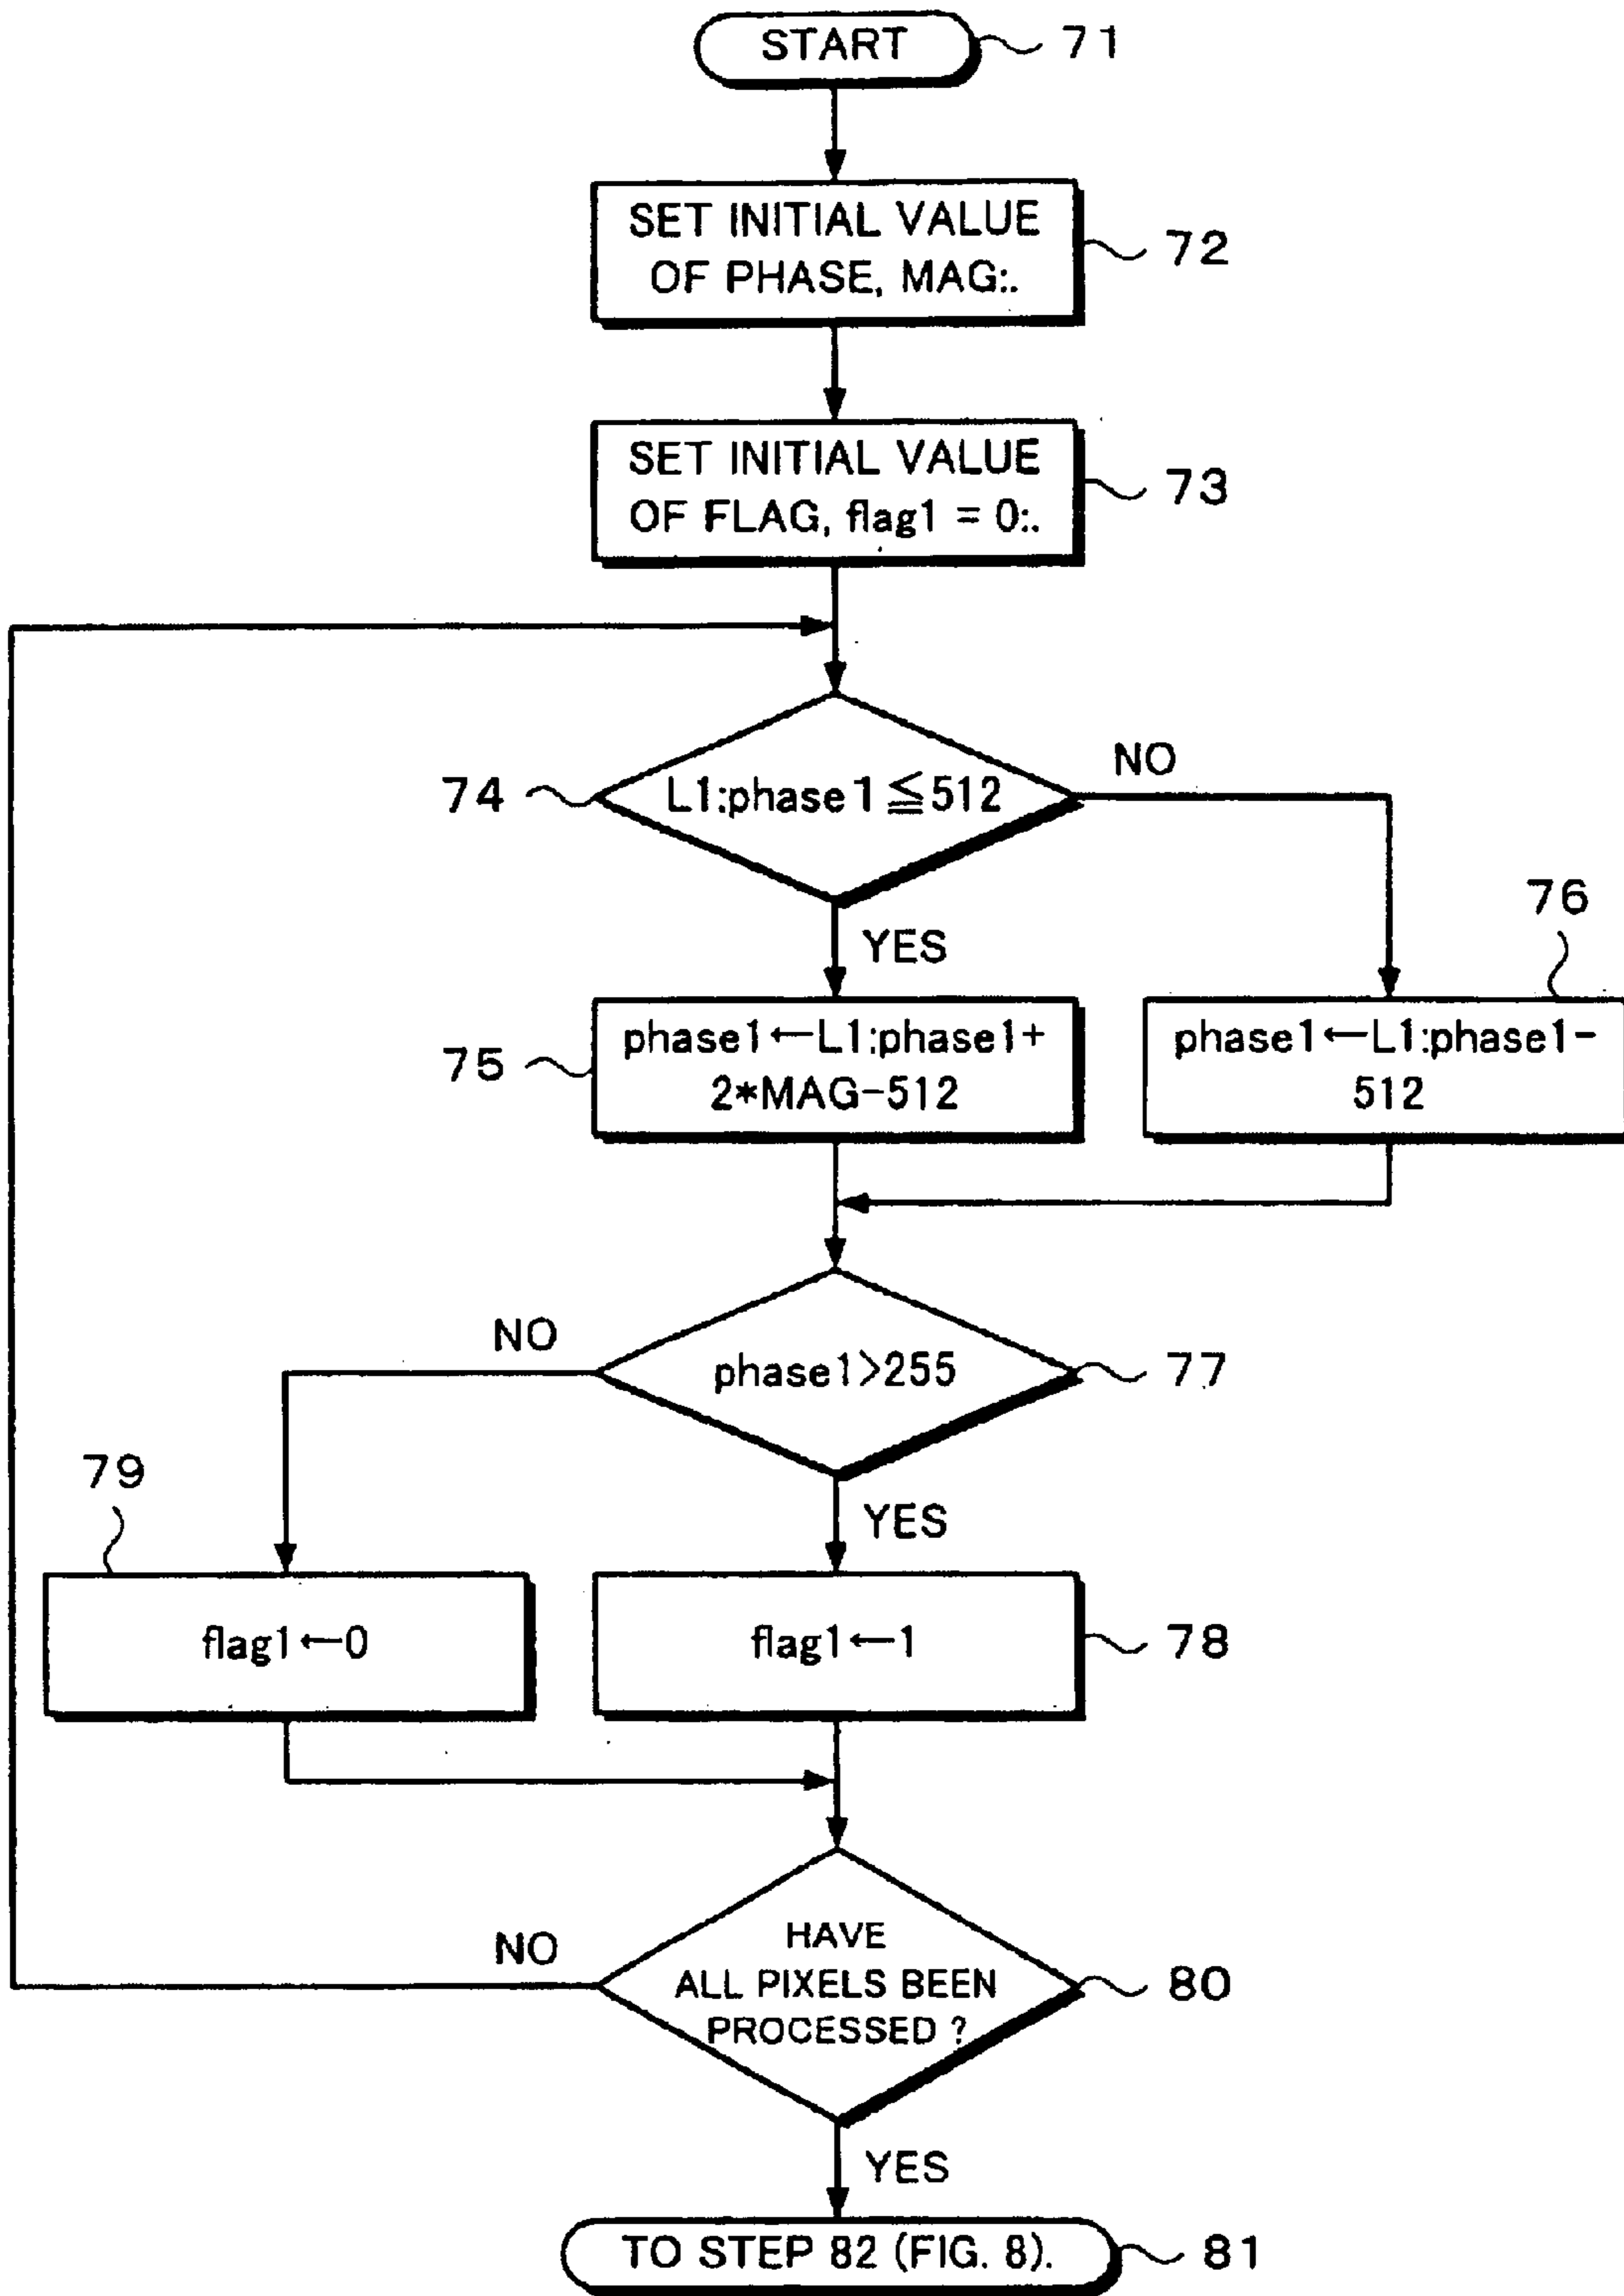 START
71
SET INITIAL VALUE
OF PHASE, MAG:.
72
SET INITIAL VALUE
OF FLAG, flag1 = 0:.
73
74
L1:phase1≦512
NO
YES
76
75
phase1←L1:phase1+
2*MAG−512
phase1←L1:phase1−
512
NO
phase1>255
77
79
YES
flag1←0
flag1←1
78
NO
HAVE
ALL PIXELS BEEN
PROCESSED ?
80
YES
TO STEP 82 (FIG. 8).
81